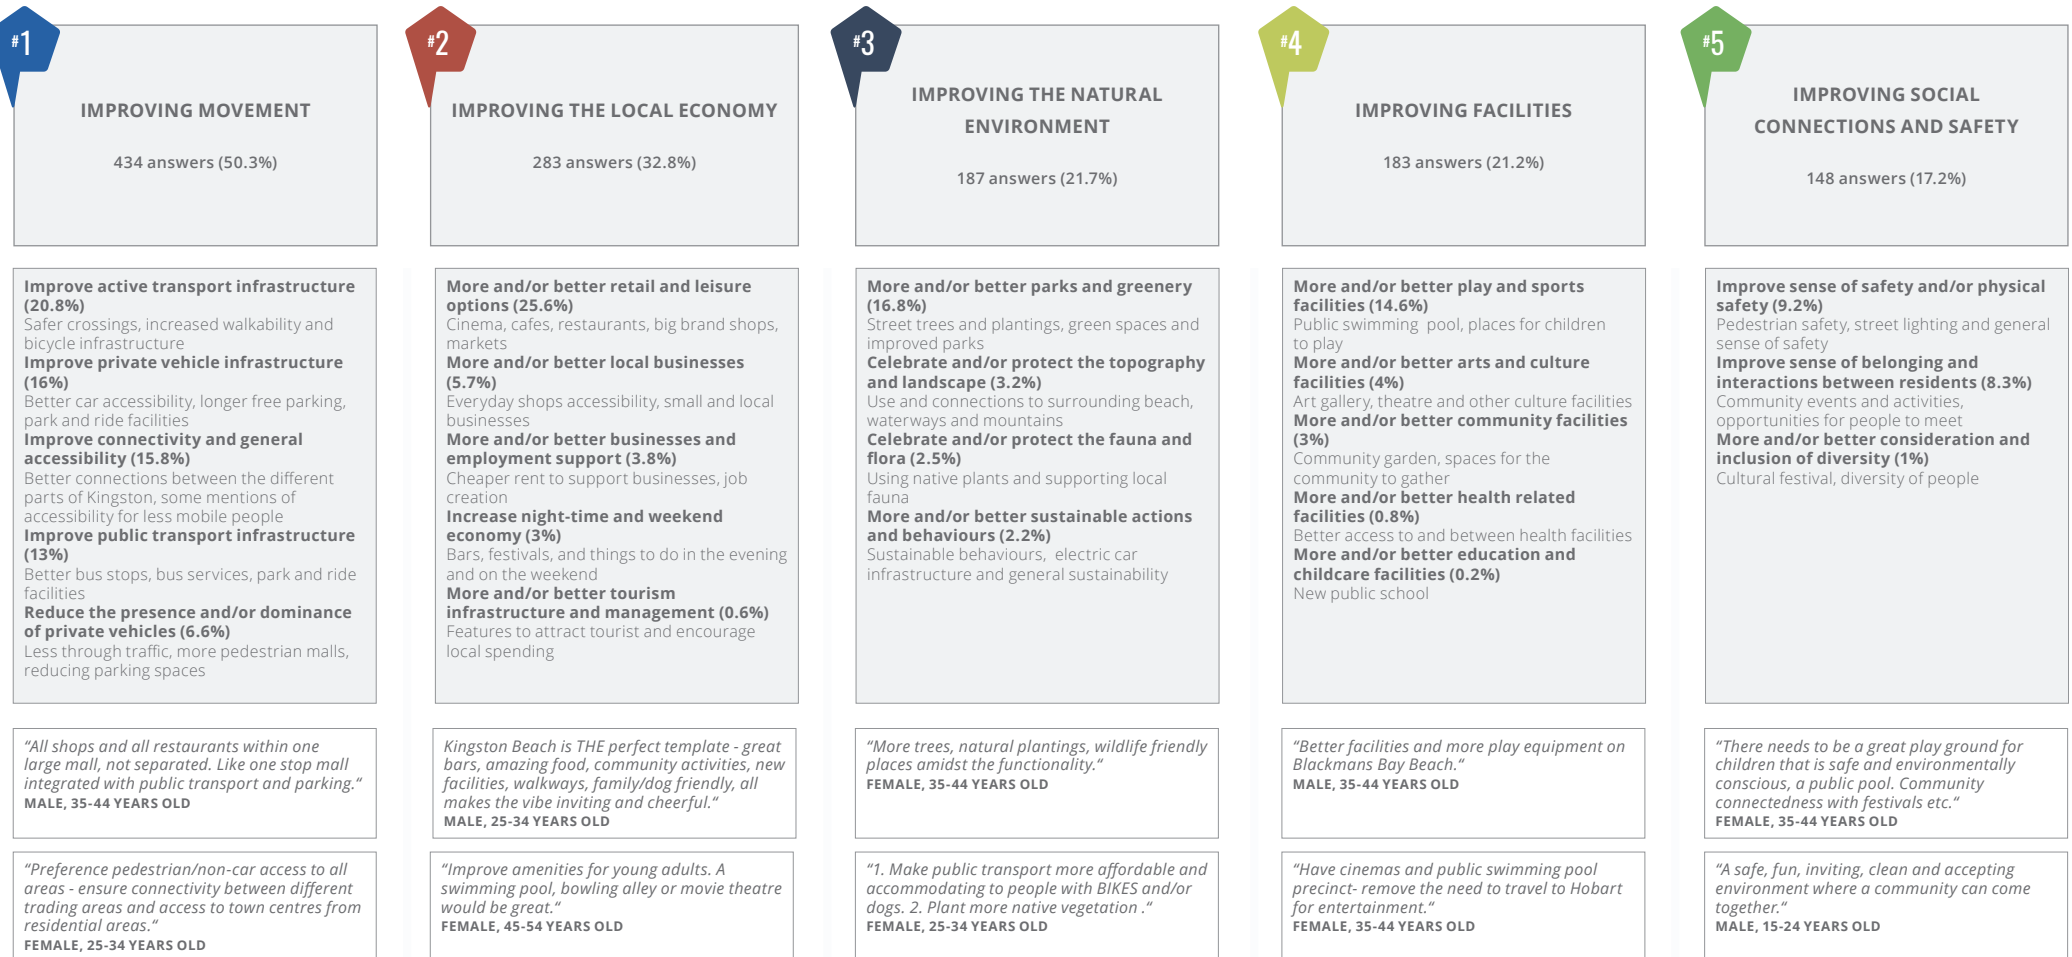 #1
IMPROVING MOVEMENT
434 answers (50.3%)
Improve active transport infrastructure
(20.8%)
Safer crossings, increased walkability and
bicycle infrastructure
Improve private vehicle infrastructure
(16%)
Better car accessibility, longer free parking,
park and ride facilities
Improve connectivity and general
accessibility (15.8%)
Better connections between the different
parts of Kingston, some mentions of
accessibility for less mobile people
Improve public transport infrastructure
(13%)
Better bus stops, bus services, park and ride
facilities
Reduce the presence and/or dominance
of private vehicles (6.6%)
Less through traffic, more pedestrian malls,
reducing parking spaces
“All shops and all restaurants within one
large mall, not separated. Like one stop mall
integrated with public transport and parking.“
MALE, 35-44 YEARS OLD
“Preference pedestrian/non-car access to all
areas - ensure connectivity between different
trading areas and access to town centres from
residential areas.“
FEMALE, 25-34 YEARS OLD
#2
IMPROVING THE LOCAL ECONOMY
283 answers (32.8%)
More and/or better retail and leisure
options (25.6%)
Cinema, cafes, restaurants, big brand shops,
markets
More and/or better local businesses
(5.7%)
Everyday shops accessibility, small and local
businesses
More and/or better businesses and
employment support (3.8%)
Cheaper rent to support businesses, job
creation
Increase night-time and weekend
economy (3%)
Bars, festivals, and things to do in the evening
and on the weekend
More and/or better tourism
infrastructure and management (0.6%)
Features to attract tourist and encourage
local spending
Kingston Beach is THE perfect template - great
bars, amazing food, community activities, new
facilities, walkways, family/dog friendly, all
makes the vibe inviting and cheerful.“
MALE, 25-34 YEARS OLD
“Improve amenities for young adults. A
swimming pool, bowling alley or movie theatre
would be great.“
FEMALE, 45-54 YEARS OLD
#3
IMPROVING THE NATURAL
ENVIRONMENT
187 answers (21.7%)
More and/or better parks and greenery
(16.8%)
Street trees and plantings, green spaces and
improved parks
Celebrate and/or protect the topography
and landscape (3.2%)
Use and connections to surrounding beach,
waterways and mountains
Celebrate and/or protect the fauna and
flora (2.5%)
Using native plants and supporting local
fauna
More and/or better sustainable actions
and behaviours (2.2%)
Sustainable behaviours,  electric car
infrastructure and general sustainability
“More trees, natural plantings, wildlife friendly
places amidst the functionality.“
FEMALE, 35-44 YEARS OLD
“1. Make public transport more affordable and
accommodating to people with BIKES and/or
dogs. 2. Plant more native vegetation .“
FEMALE, 25-34 YEARS OLD
#4
IMPROVING FACILITIES
183 answers (21.2%)
More and/or better play and sports
facilities (14.6%)
Public swimming  pool, places for children
to play
More and/or better arts and culture
facilities (4%)
Art gallery, theatre and other culture facilities
More and/or better community facilities
(3%)
Community garden, spaces for the
community to gather
More and/or better health related
facilities (0.8%)
Better access to and between health facilities
More and/or better education and
childcare facilities (0.2%)
New public school
“Better facilities and more play equipment on
Blackmans Bay Beach.“
MALE, 35-44 YEARS OLD
“Have cinemas and public swimming pool
precinct- remove the need to travel to Hobart
for entertainment.“
FEMALE, 35-44 YEARS OLD
#5
IMPROVING SOCIAL
CONNECTIONS AND SAFETY
148 answers (17.2%)
Improve sense of safety and/or physical
safety (9.2%)
Pedestrian safety, street lighting and general
sense of safety
Improve sense of belonging and
interactions between residents (8.3%)
Community events and activities,
opportunities for people to meet
More and/or better consideration and
inclusion of diversity (1%)
Cultural festival, diversity of people
“There needs to be a great play ground for
children that is safe and environmentally
conscious, a public pool. Community
connectedness with festivals etc.“
FEMALE, 35-44 YEARS OLD
“A safe, fun, inviting, clean and accepting
environment where a community can come
together.“
MALE, 15-24 YEARS OLD